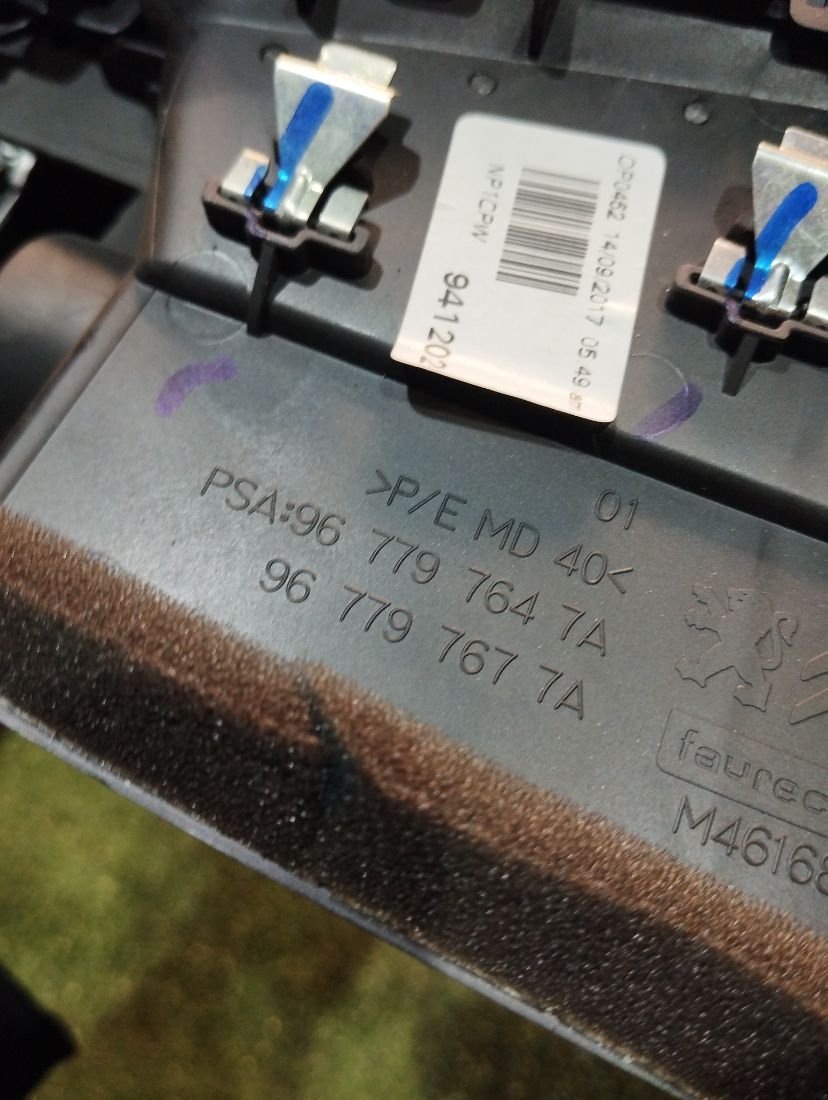 OP0462 14/09/2017 05 49
NP1CPW
941202
01
>P/E MD 40<
PSA:96 779 764 7A
96 779 767 7A
faurec
M46168